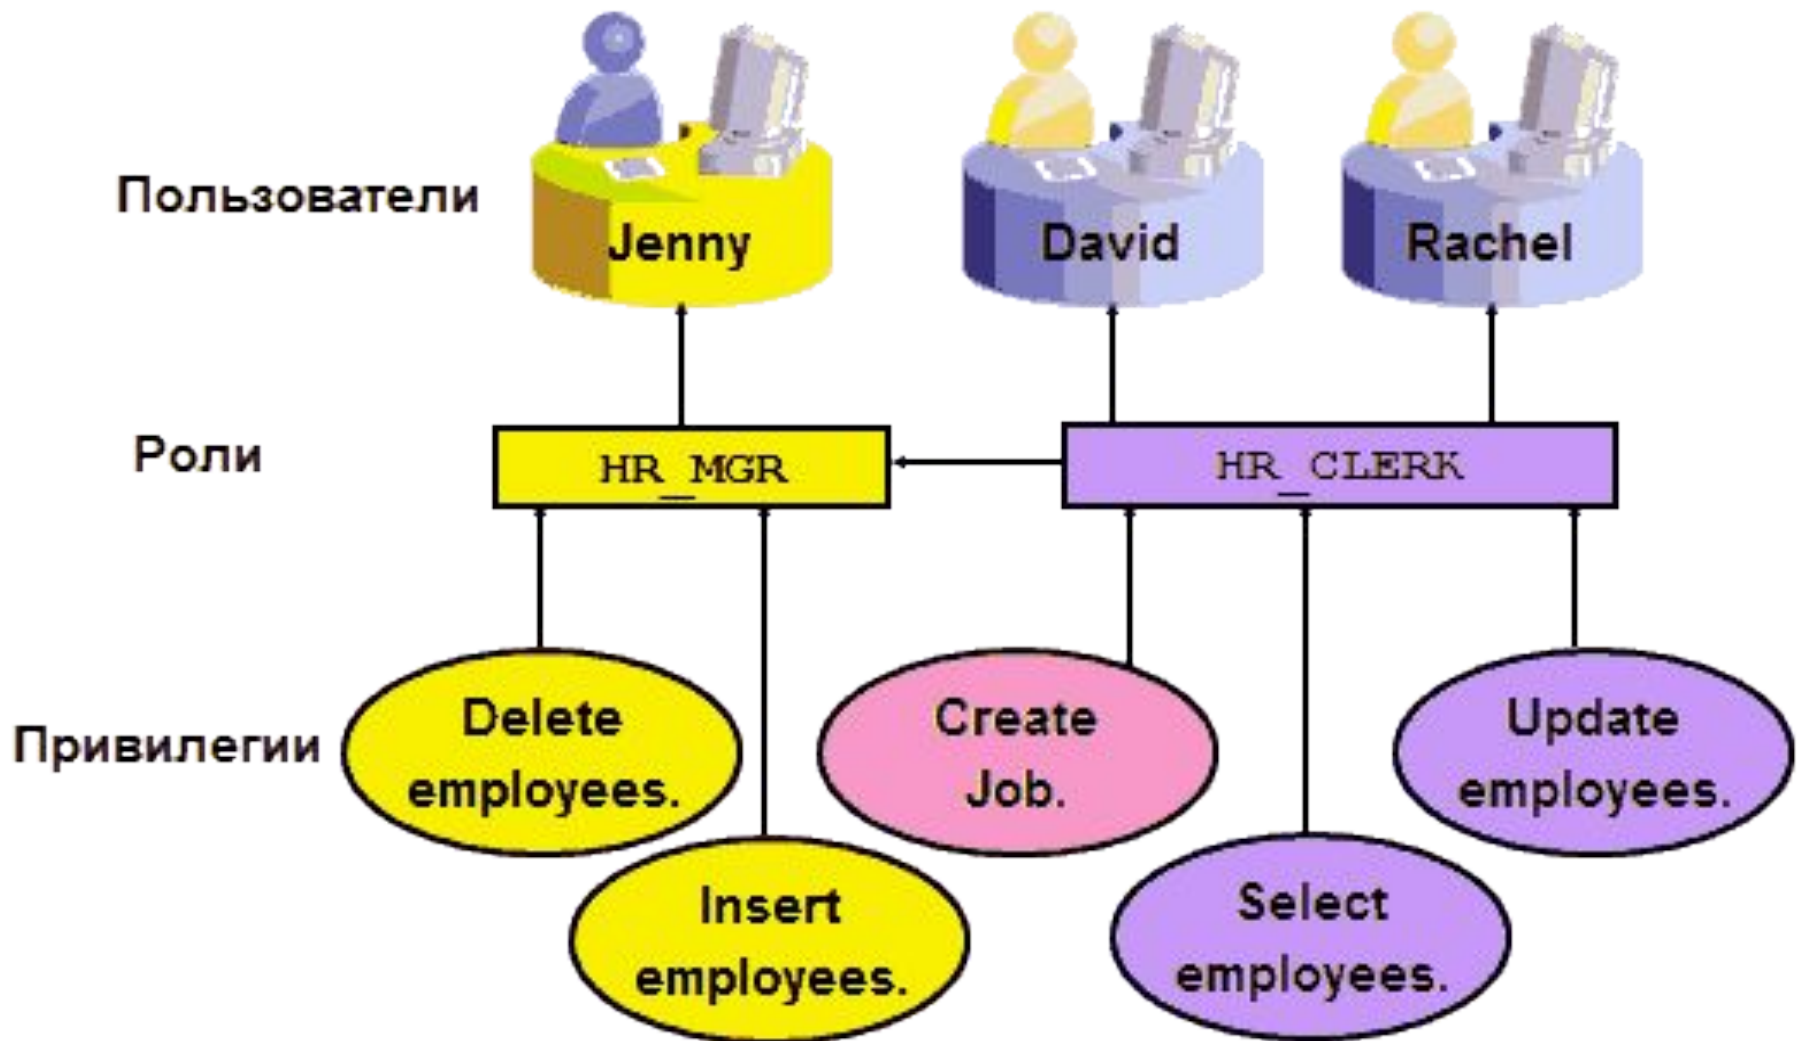 Пользователи
Jenny
David
Rachel
Роли
HR_MGR
HR_CLERK
Привилегии
Delete
employees.
Create
Job.
Update
employees.
Insert
employees.
Select
employees.